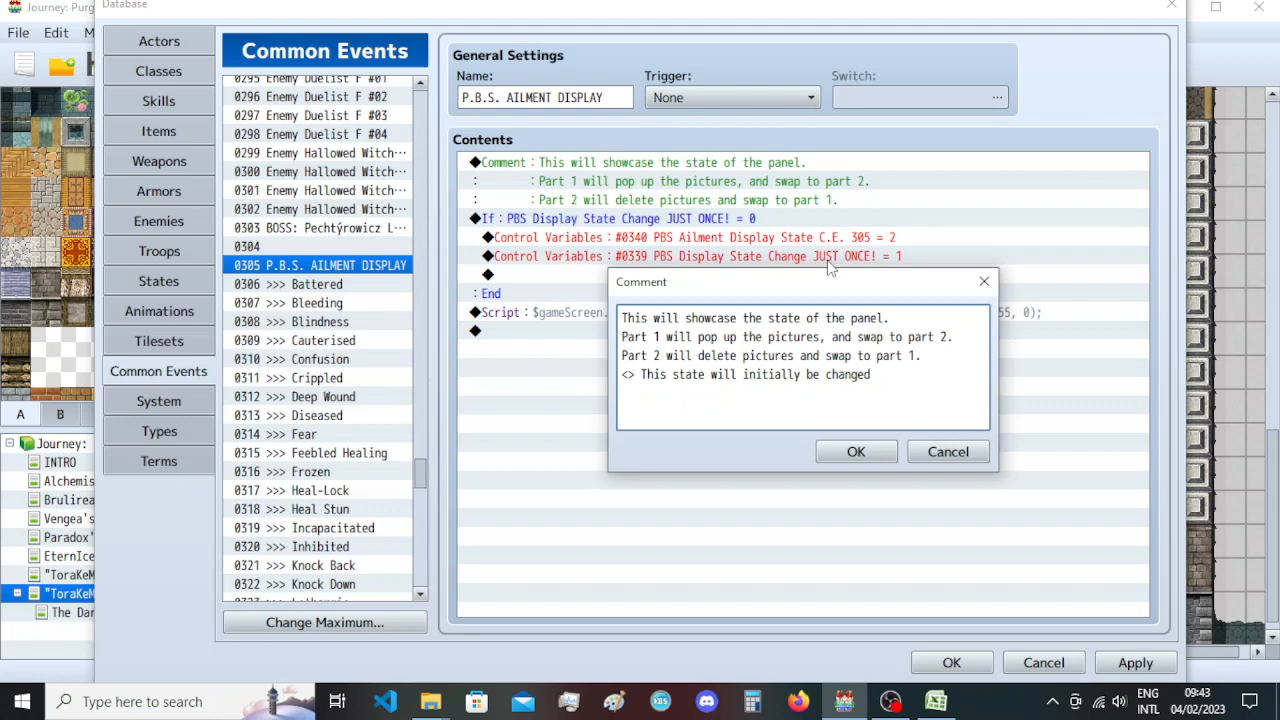 Journey: Purg
Database
File Edit M
Actors
Classes
Skills
Items
Weapons
Armors
Enemies
Troops
States
Animations
Tilesets
Common Events
System
Types
Terms
A B
Journey:
INTRO
Alchemis
Brulirea
Vengea's
Paradox'
EternIce
"ToraKeM
"ToraKeM
The Dar
Common Events
0295 Enemy Duelist F #01
0296 Enemy Duelist F #02
0297 Enemy Duelist F #03
0298 Enemy Duelist F #04
0299 Enemy Hallowed Witch⋯
0300 Enemy Hallowed Witch⋯
0301 Enemy Hallowed Witch⋯
0302 Enemy Hallowed Witch⋯
0303 BOSS: Pechtýrowicz L⋯
0304
0305 P.B.S. AILMENT DISPLAY
0306 >>> Battered
0307 >>> Bleeding
0308 >>> Blindness
0309 >>> Cauterised
0310 >>> Confusion
0311 >>> Crippled
0312 >>> Deep Wound
0313 >>> Diseased
0314 >>> Fear
0315 >>> Feebled Healing
0316 >>> Frozen
0317 >>> Heal-Lock
0318 >>> Heal Stun
0319 >>> Incapacitated
0320 >>> Inhibited
0321 >>> Knock Back
0322 >>> Knock Down
Change Maximum...
General Settings
Name: Trigger: Switch:
P.B.S. AILMENT DISPLAY None ...
Contents
◆Comment：This will showcase the state of the panel.
： ：Part 1 will pop up the pictures, and swap to part 2.
： ：Part 2 will delete pictures and swap to part 1.
◆If：PBS Display State Change JUST ONCE! = 0
◆Control Variables：#0340 PBS Ailment Display State C.E. 305 = 2
◆Control Variables：#0339 PBS Display State Change JUST ONCE! = 1
◆
：End
◆Script：$gameScreen. 55, 0);
◆
Comment
This will showcase the state of the panel.
Part 1 will pop up the pictures, and swap to part 2.
Part 2 will delete pictures and swap to part 1.
<> This state will initially be changed
OK Cancel
OK Cancel Apply
Type here to search
ENG
INTL
09:43
04/02/2023